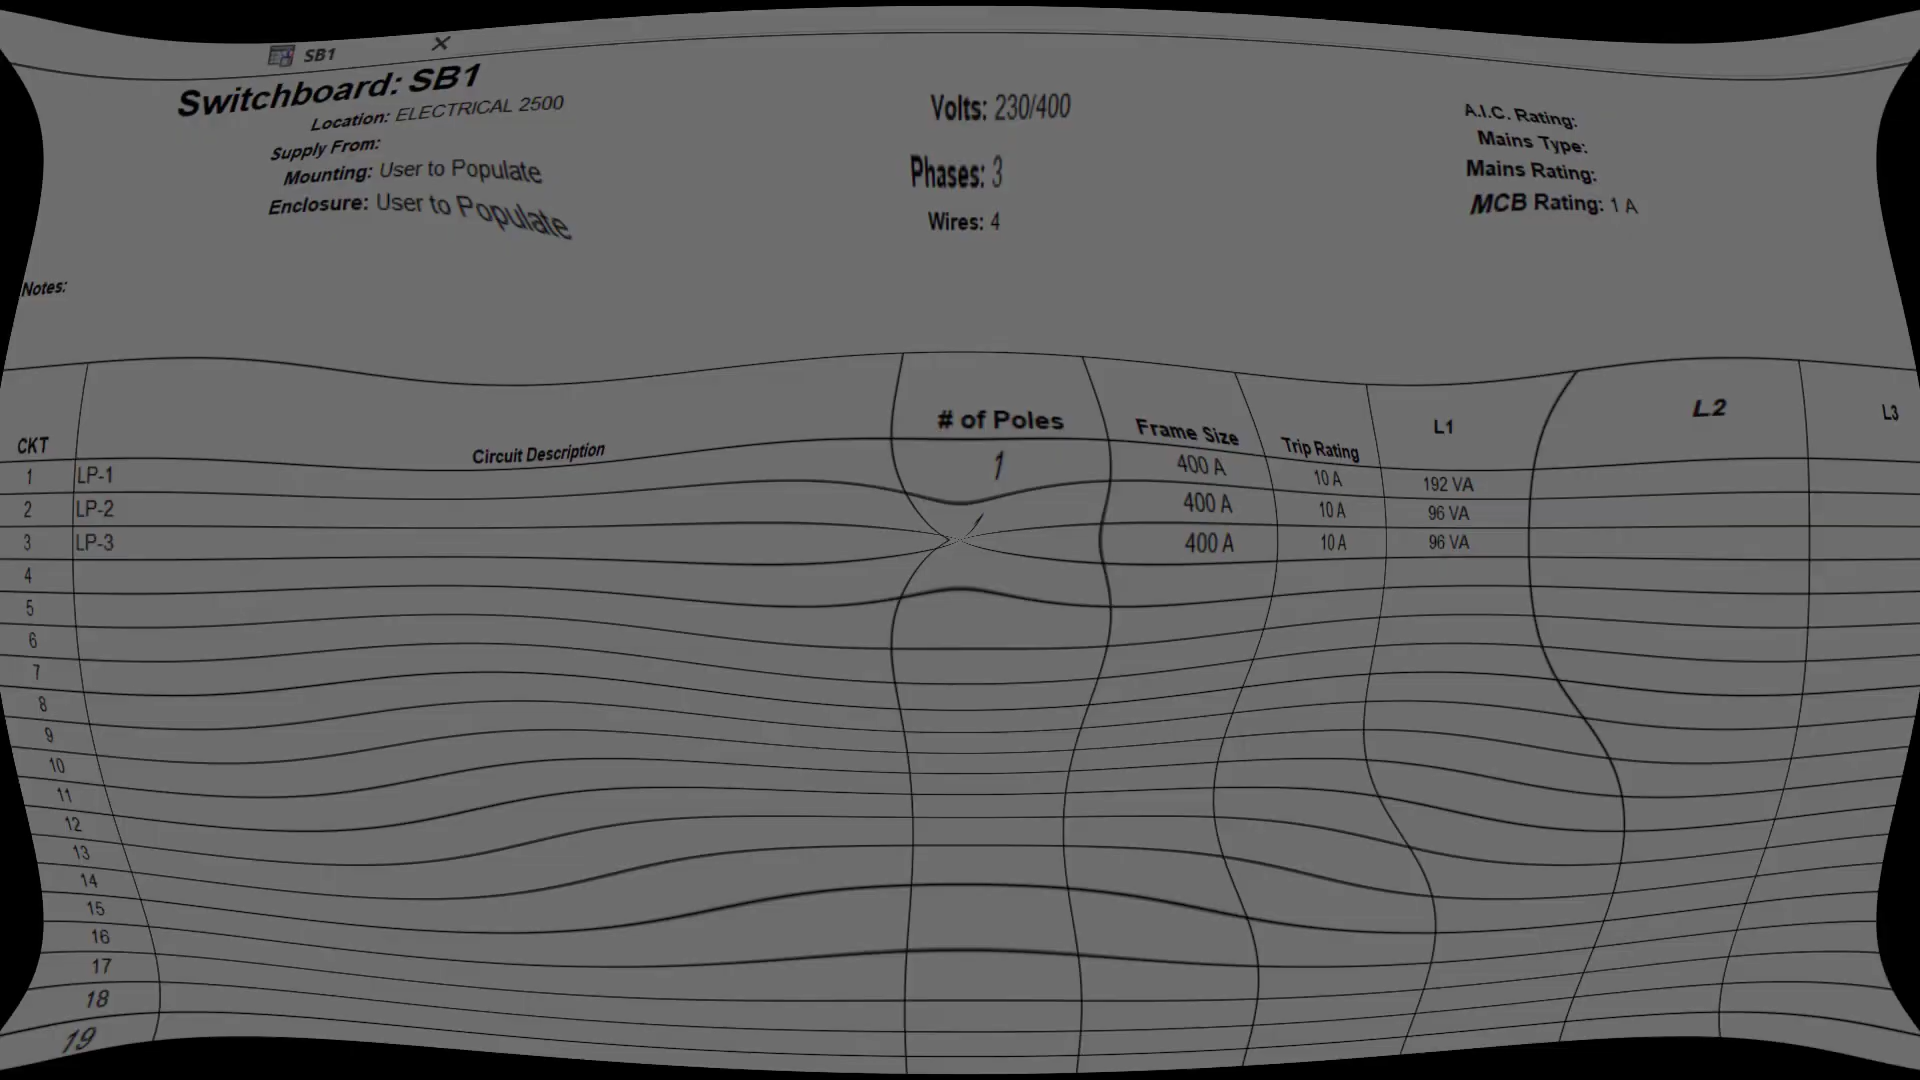 SB1
Switchboard: SB1
Location: ELECTRICAL 2500
Supply From:
Mounting: User to Populate
Enclosure: User to Populate
Volts: 230/400
Phases: 3
Wires: 4
A.I.C. Rating:
Mains Type:
Mains Rating:
MCB Rating: 1 A
Notes:
CKT Circuit Description # of Poles Frame Size Trip Rating L1 L2 L3
1 LP-1 1 400 A 10 A 192 VA
2 LP-2 400 A 10 A 96 VA
3 LP-3 400 A 10 A 96 VA
4
5
6
7
8
9
10
11
12
13
14
15
16
17
18
19